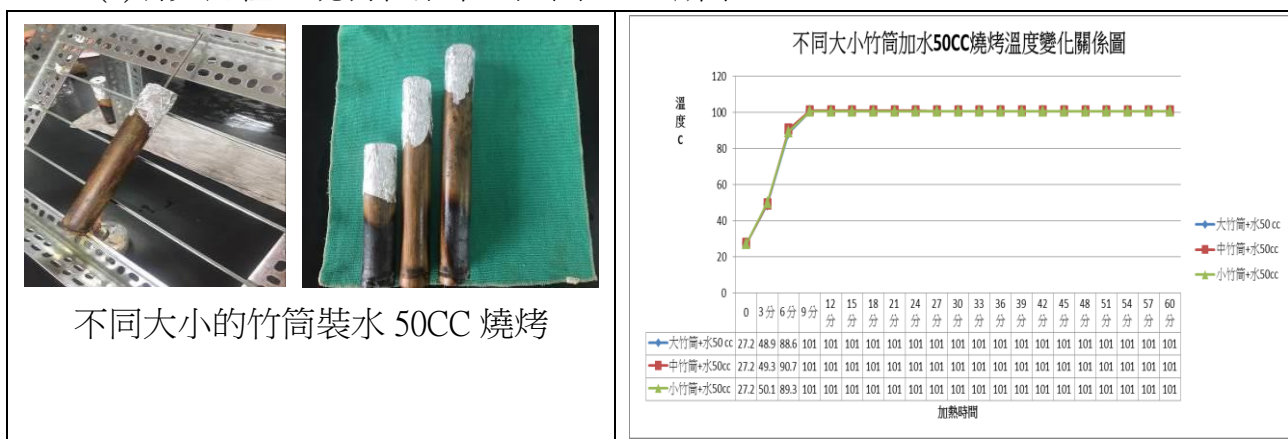 不同大小的竹筒裝水 50CC 燒烤
不同大小竹筒加水50CC燒烤溫度變化關係圖
溫度C
120
100
80
60
40
20
0
大竹筒+水50 cc
中竹筒+水50cc
小竹筒+水50cc
0 3分 6分 9分 12分 15分 18分 21分 24分 27分 30分 33分 36分 39分 42分 45分 48分 51分 54分 57分 60分
大竹筒+水50 cc 27.2 48.9 88.6 101 101 101 101 101 101 101 101 101 101 101 101 101 101 101 101 101 101
中竹筒+水50cc 27.2 49.3 90.7 101 101 101 101 101 101 101 101 101 101 101 101 101 101 101 101 101 101
小竹筒+水50cc 27.2 50.1 89.3 101 101 101 101 101 101 101 101 101 101 101 101 101 101 101 101 101 101
加熱時間